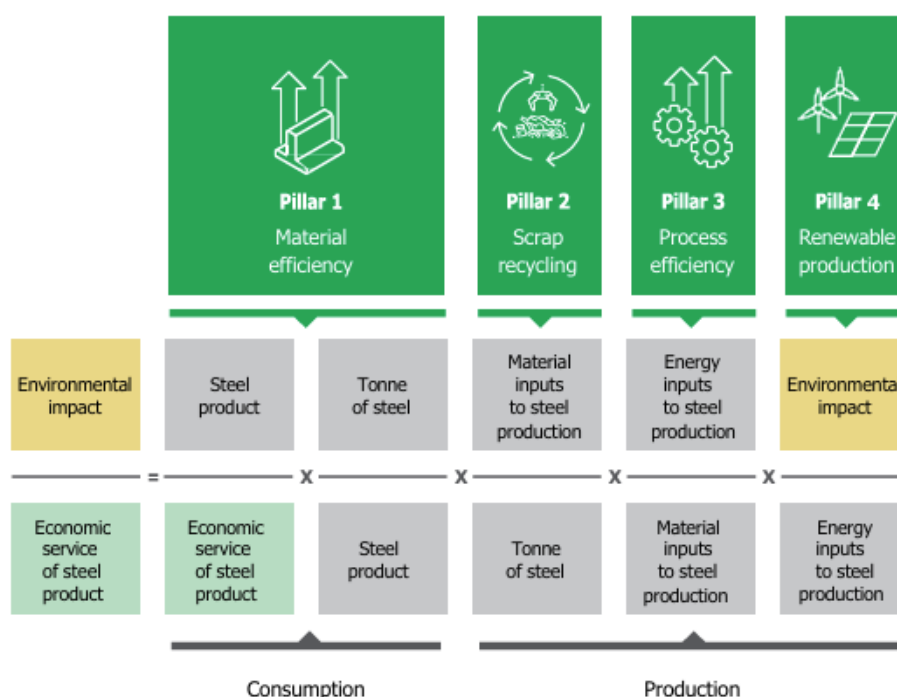 Pillar 1
Material
efficiency
Pillar 2
Scrap
recycling
Pillar 3
Process
efficiency
Pillar 4
Renewable
production
Environmental
impact
=
Steel
product
x
Tonne
of steel
x
Material
inputs
to steel
production
x
Energy
inputs
to steel
production
x
Environmental
impact
Economic
service
of steel
product
Economic
service
of steel
product
Steel
product
Tonne
of steel
Material
inputs
to steel
production
Energy
inputs
to steel
production
Consumption
Production